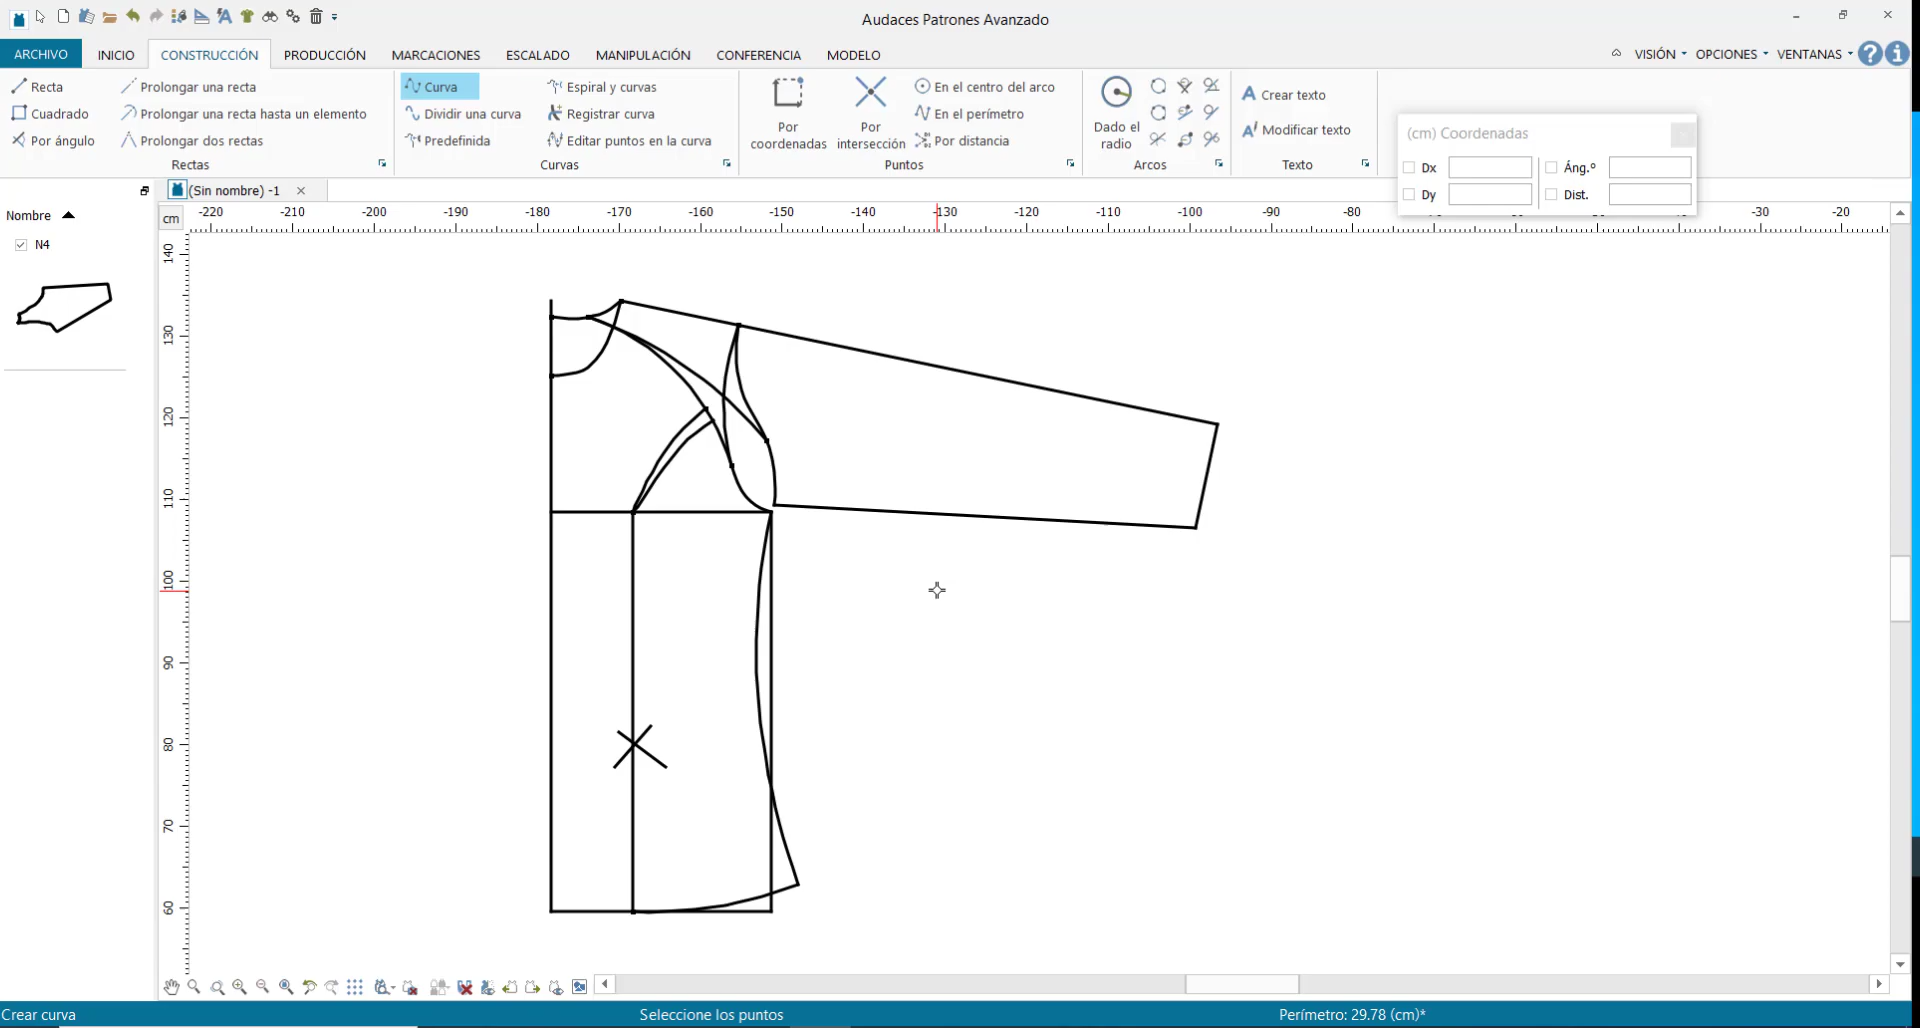 Audaces Patrones Avanzado
ARCHIVO INICIO CONSTRUCCIÓN PRODUCCIÓN MARCACIONES ESCALADO MANIPULACIÓN CONFERENCIA MODELO VISIÓN OPCIONES VENTANAS
Recta Prolongar una recta Curva Espiral y curvas En el centro del arco
Cuadrado Prolongar una recta hasta un elemento Dividir una curva Registrar curva En el perímetro
Por ángulo Prolongar dos rectas Predefinida Editar puntos en la curva Por distancia
Por coordenadas
Por intersección
Dado el radio
Crear texto
Modificar texto
Rectas Curvas Puntos Arcos Texto
(cm) Coordenadas
Dx Áng.º
Dy Dist.
Nombre
N4
(Sin nombre) -1
cm -220 -210 -200 -190 -180 -170 -160 -150 -140 -130 -120 -110 -100 -90 -80 -30 -20
140
130
120
110
100
90
80
70
60
Crear curva Seleccione los puntos Perímetro: 29.78 (cm)*